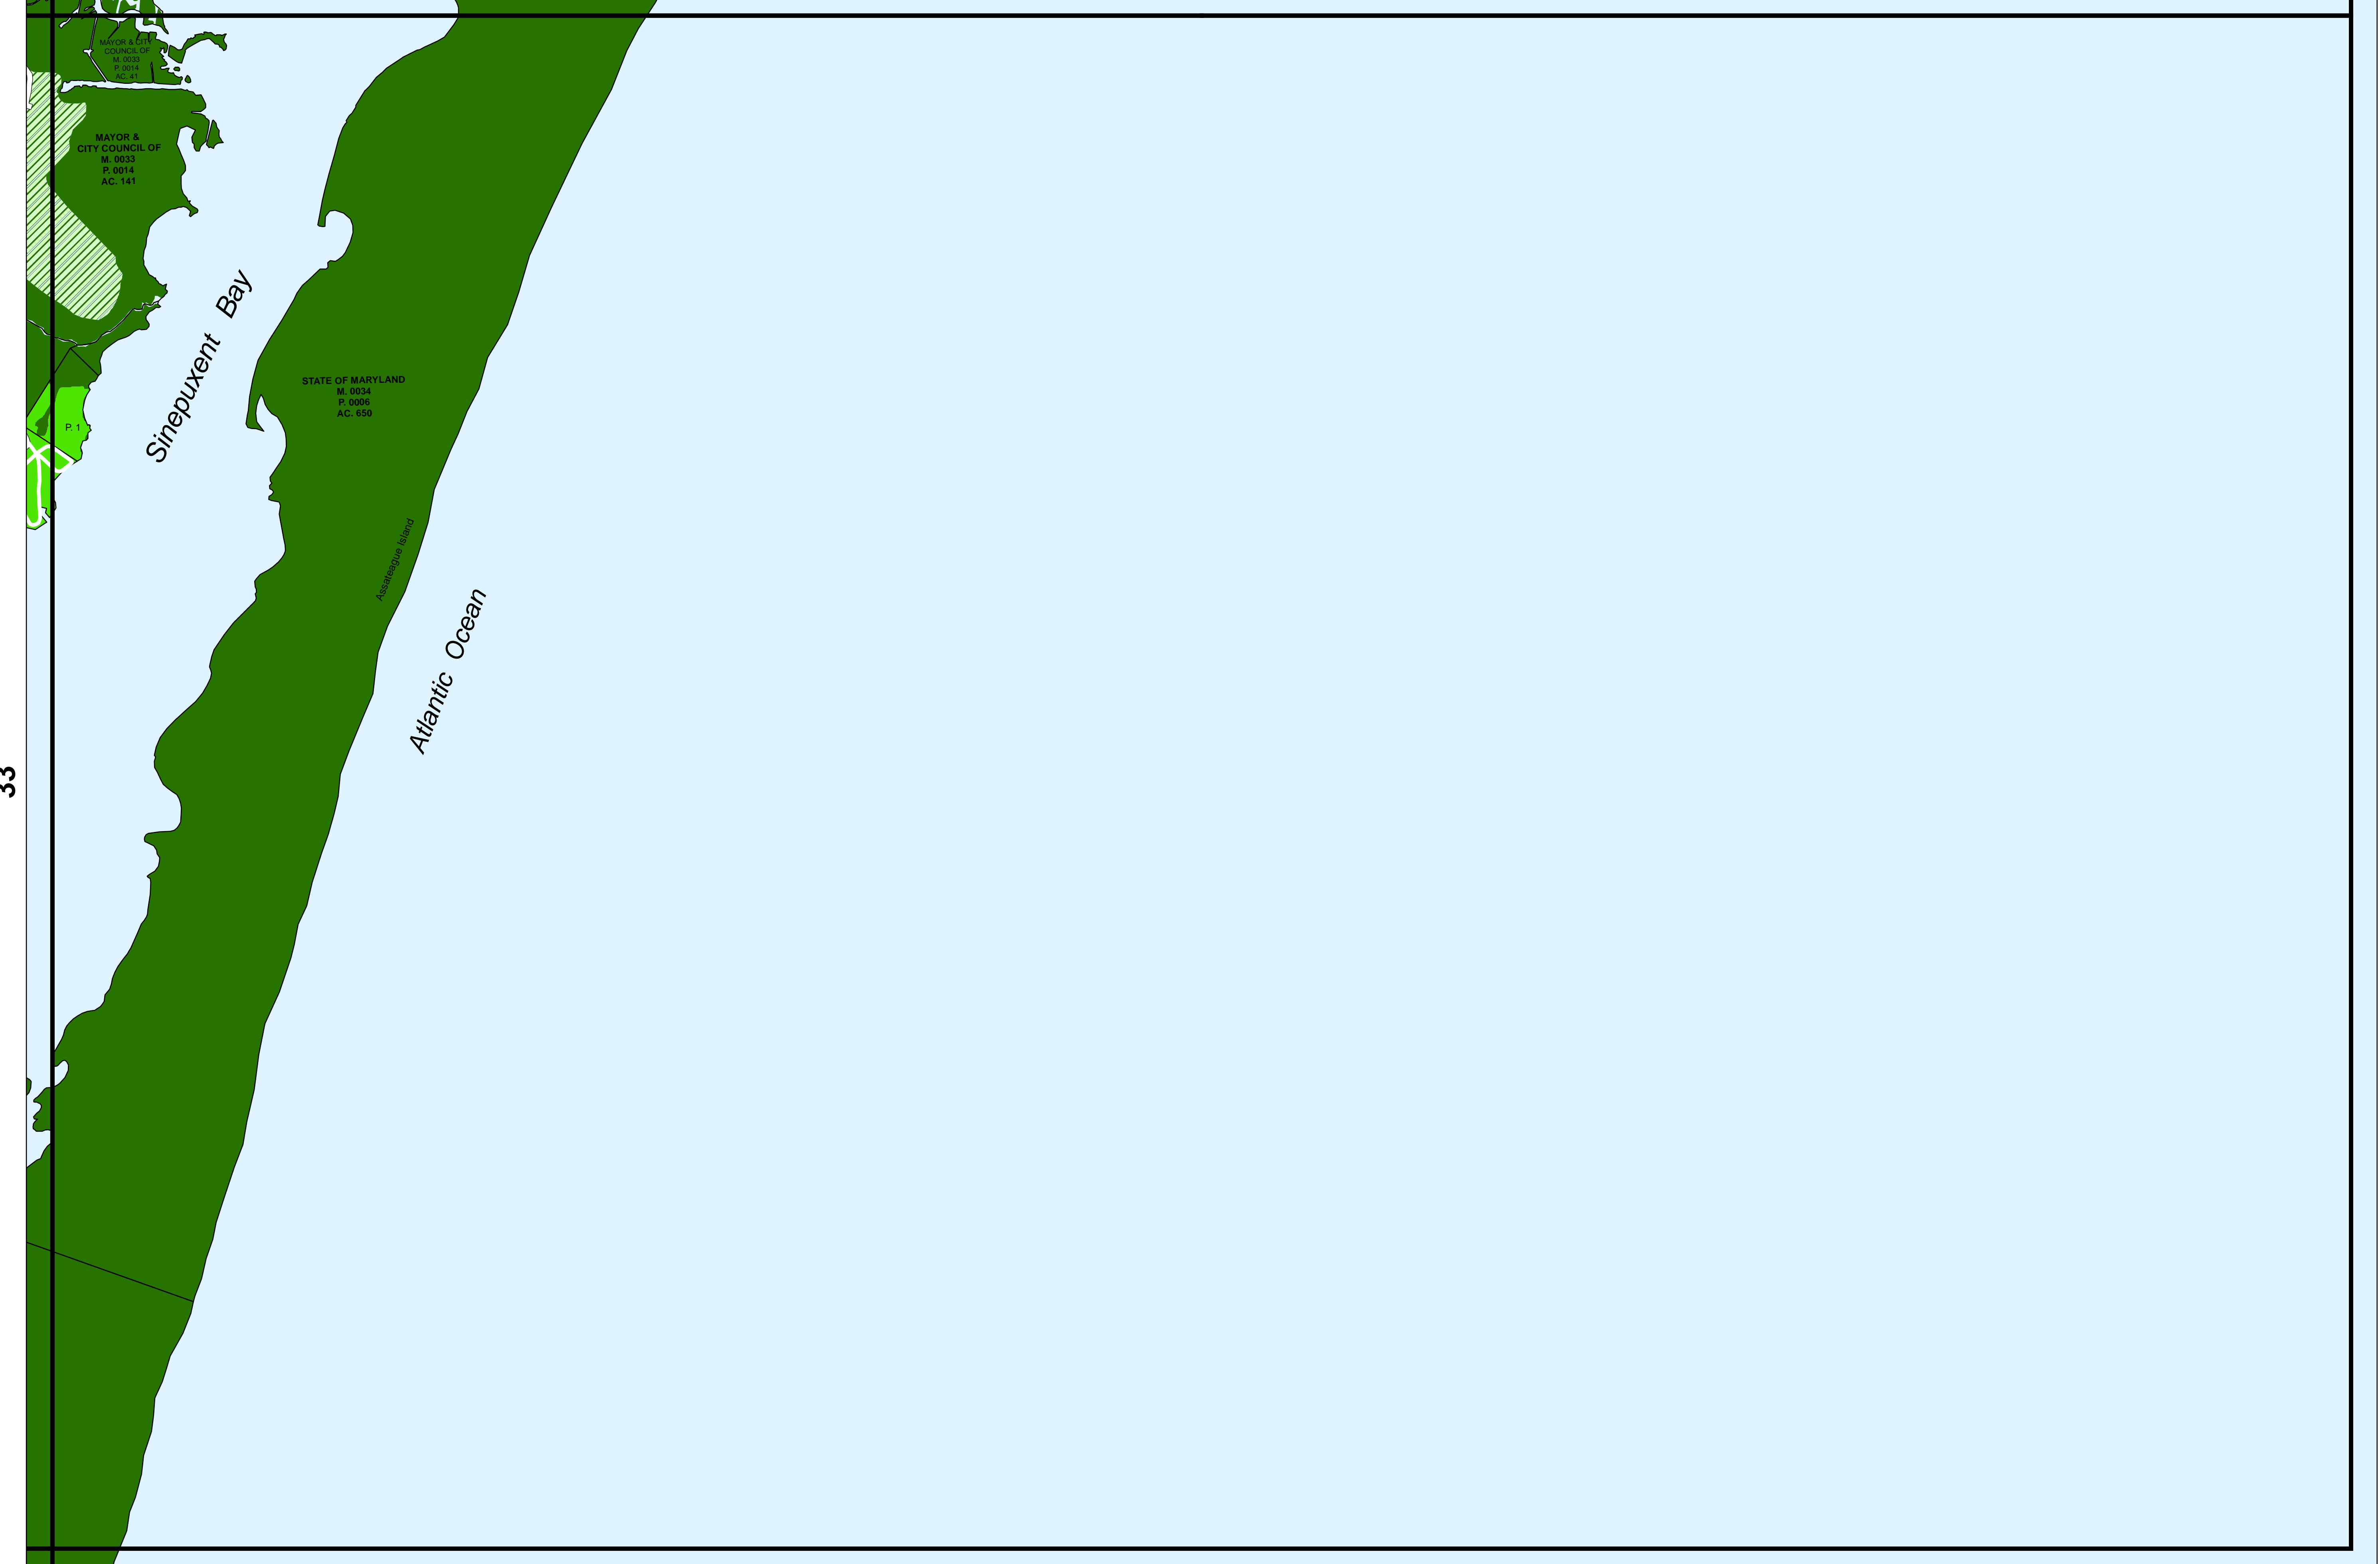 MAYOR & CITY
COUNCIL OF
M. 0033
P. 0014
AC. 41
MAYOR &
CITY COUNCIL OF
M. 0033
P. 0014
AC. 141
Sinepuxent Bay
STATE OF MARYLAND
M. 0034
P. 0006
AC. 650
P. 1
Assateague Island
Atlantic Ocean
33